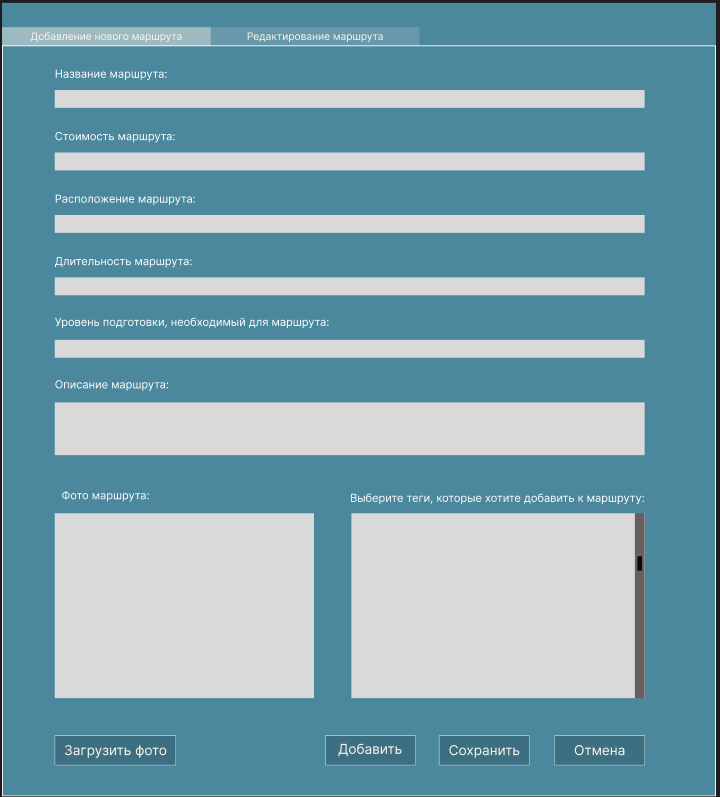 Добавление нового маршрута
Редактирование маршрута
Название маршрута:
Стоимость маршрута:
Расположение маршрута:
Длительность маршрута:
Уровень подготовки, необходимый для маршрута:
Описание маршрута:
Фото маршрута:
Выберите теги, которые хотите добавить к маршруту:
Загрузить фото
Добавить
Сохранить
Отмена